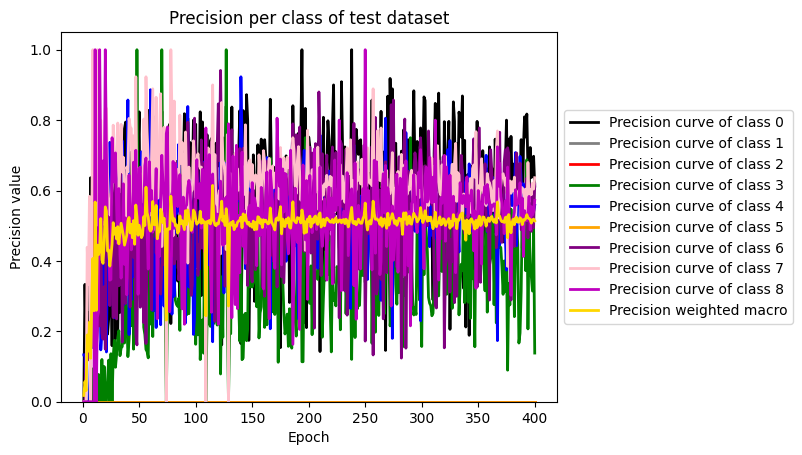 Precision per class of test dataset
Precision value
1.0
0.8
0.6
0.4
0.2
0.0
0
50
100
150
200
250
300
350
400
Epoch
Precision curve of class 0
Precision curve of class 1
Precision curve of class 2
Precision curve of class 3
Precision curve of class 4
Precision curve of class 5
Precision curve of class 6
Precision curve of class 7
Precision curve of class 8
Precision weighted macro